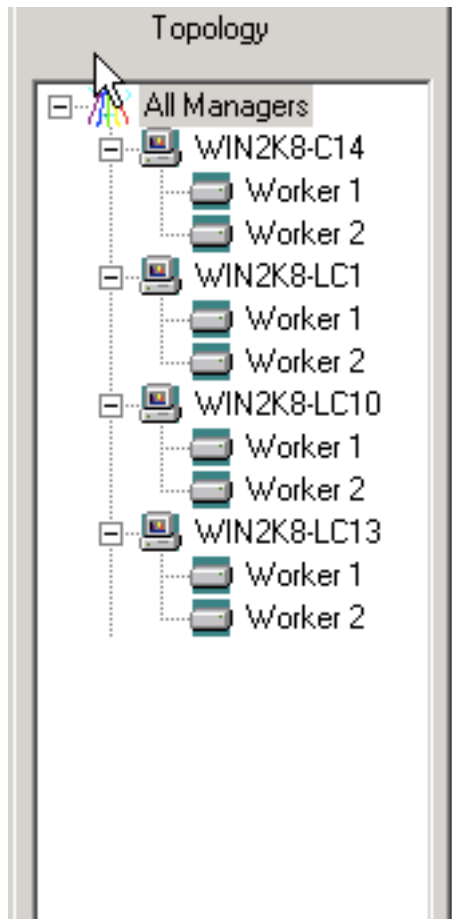 Topology
All Managers
WIN2K8-C14
Worker 1
Worker 2
WIN2K8-LC1
Worker 1
Worker 2
WIN2K8-LC10
Worker 1
Worker 2
WIN2K8-LC13
Worker 1
Worker 2